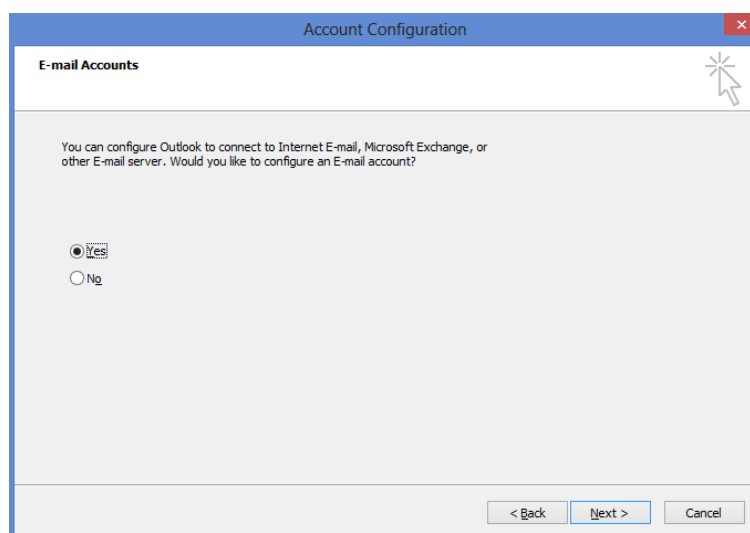 Account Configuration
E-mail Accounts
You can configure Outlook to connect to Internet E-mail, Microsoft Exchange, or
other E-mail server. Would you like to configure an E-mail account?
Yes
No
< Back Next > Cancel